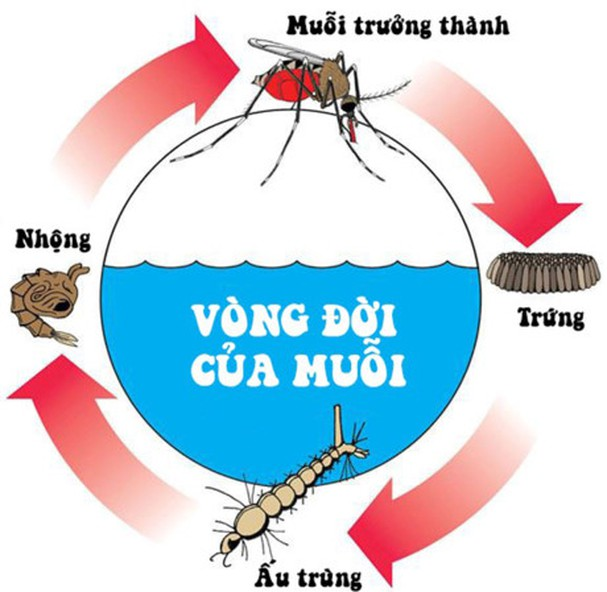 Muỗi trưởng thành
Nhộng
Trứng
VÒNG ĐỜI
CỦA MUỖI
Ấu trùng